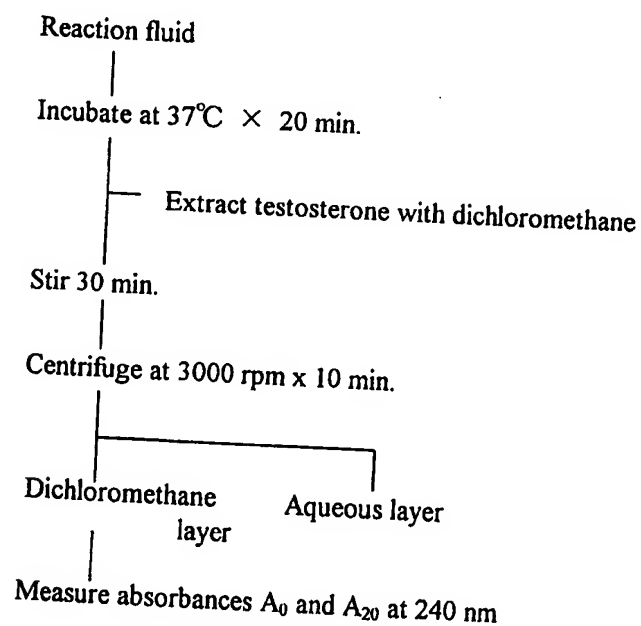 Reaction fluid
Incubate at 37℃ × 20 min.
Extract testosterone with dichloromethane
Stir 30 min.
Centrifuge at 3000 rpm x 10 min.
Dichloromethane
layer
Aqueous layer
Measure absorbances A₀ and A₂₀ at 240 nm